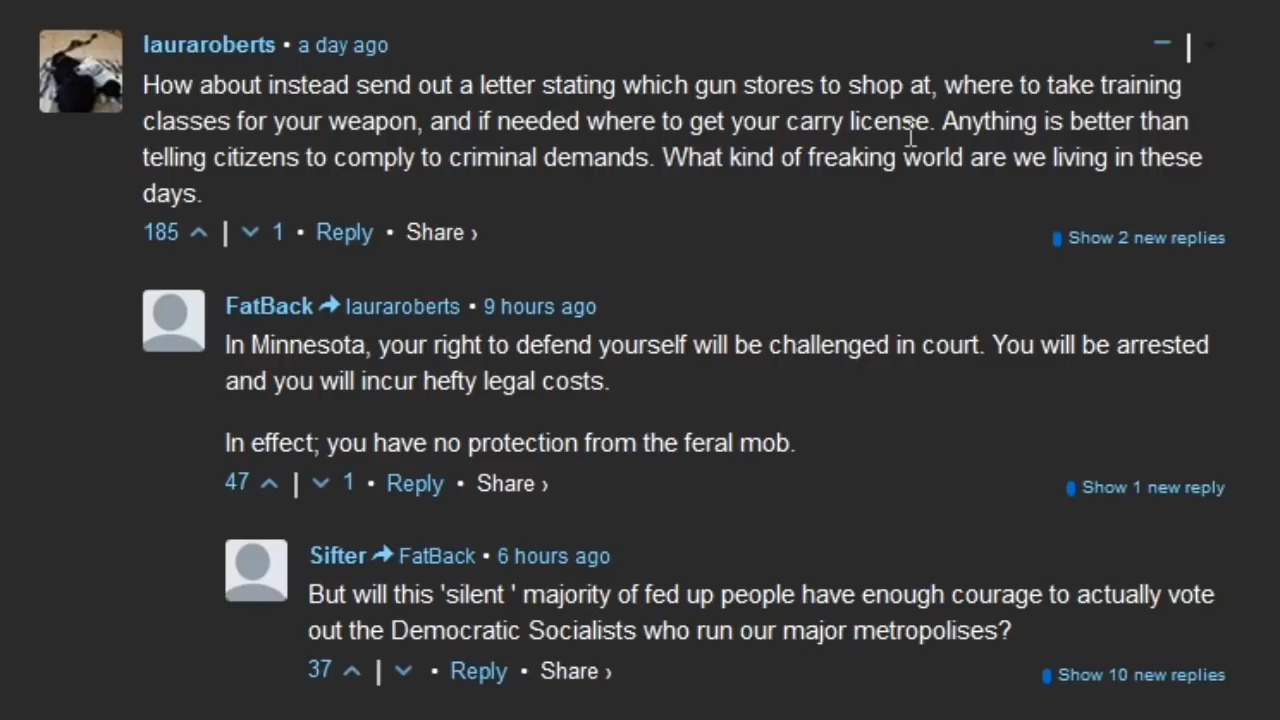 lauraroberts • a day ago
How about instead send out a letter stating which gun stores to shop at, where to take training
classes for your weapon, and if needed where to get your carry license. Anything is better than
telling citizens to comply to criminal demands. What kind of freaking world are we living in these
days.
185 | 1 • Reply • Share ›
Show 2 new replies
FatBack lauraroberts • 9 hours ago
In Minnesota, your right to defend yourself will be challenged in court. You will be arrested
and you will incur hefty legal costs.
In effect; you have no protection from the feral mob.
47 | 1 • Reply • Share ›
Show 1 new reply
Sifter FatBack • 6 hours ago
But will this 'silent ' majority of fed up people have enough courage to actually vote
out the Democratic Socialists who run our major metropolises?
37 | • Reply • Share ›
Show 10 new replies